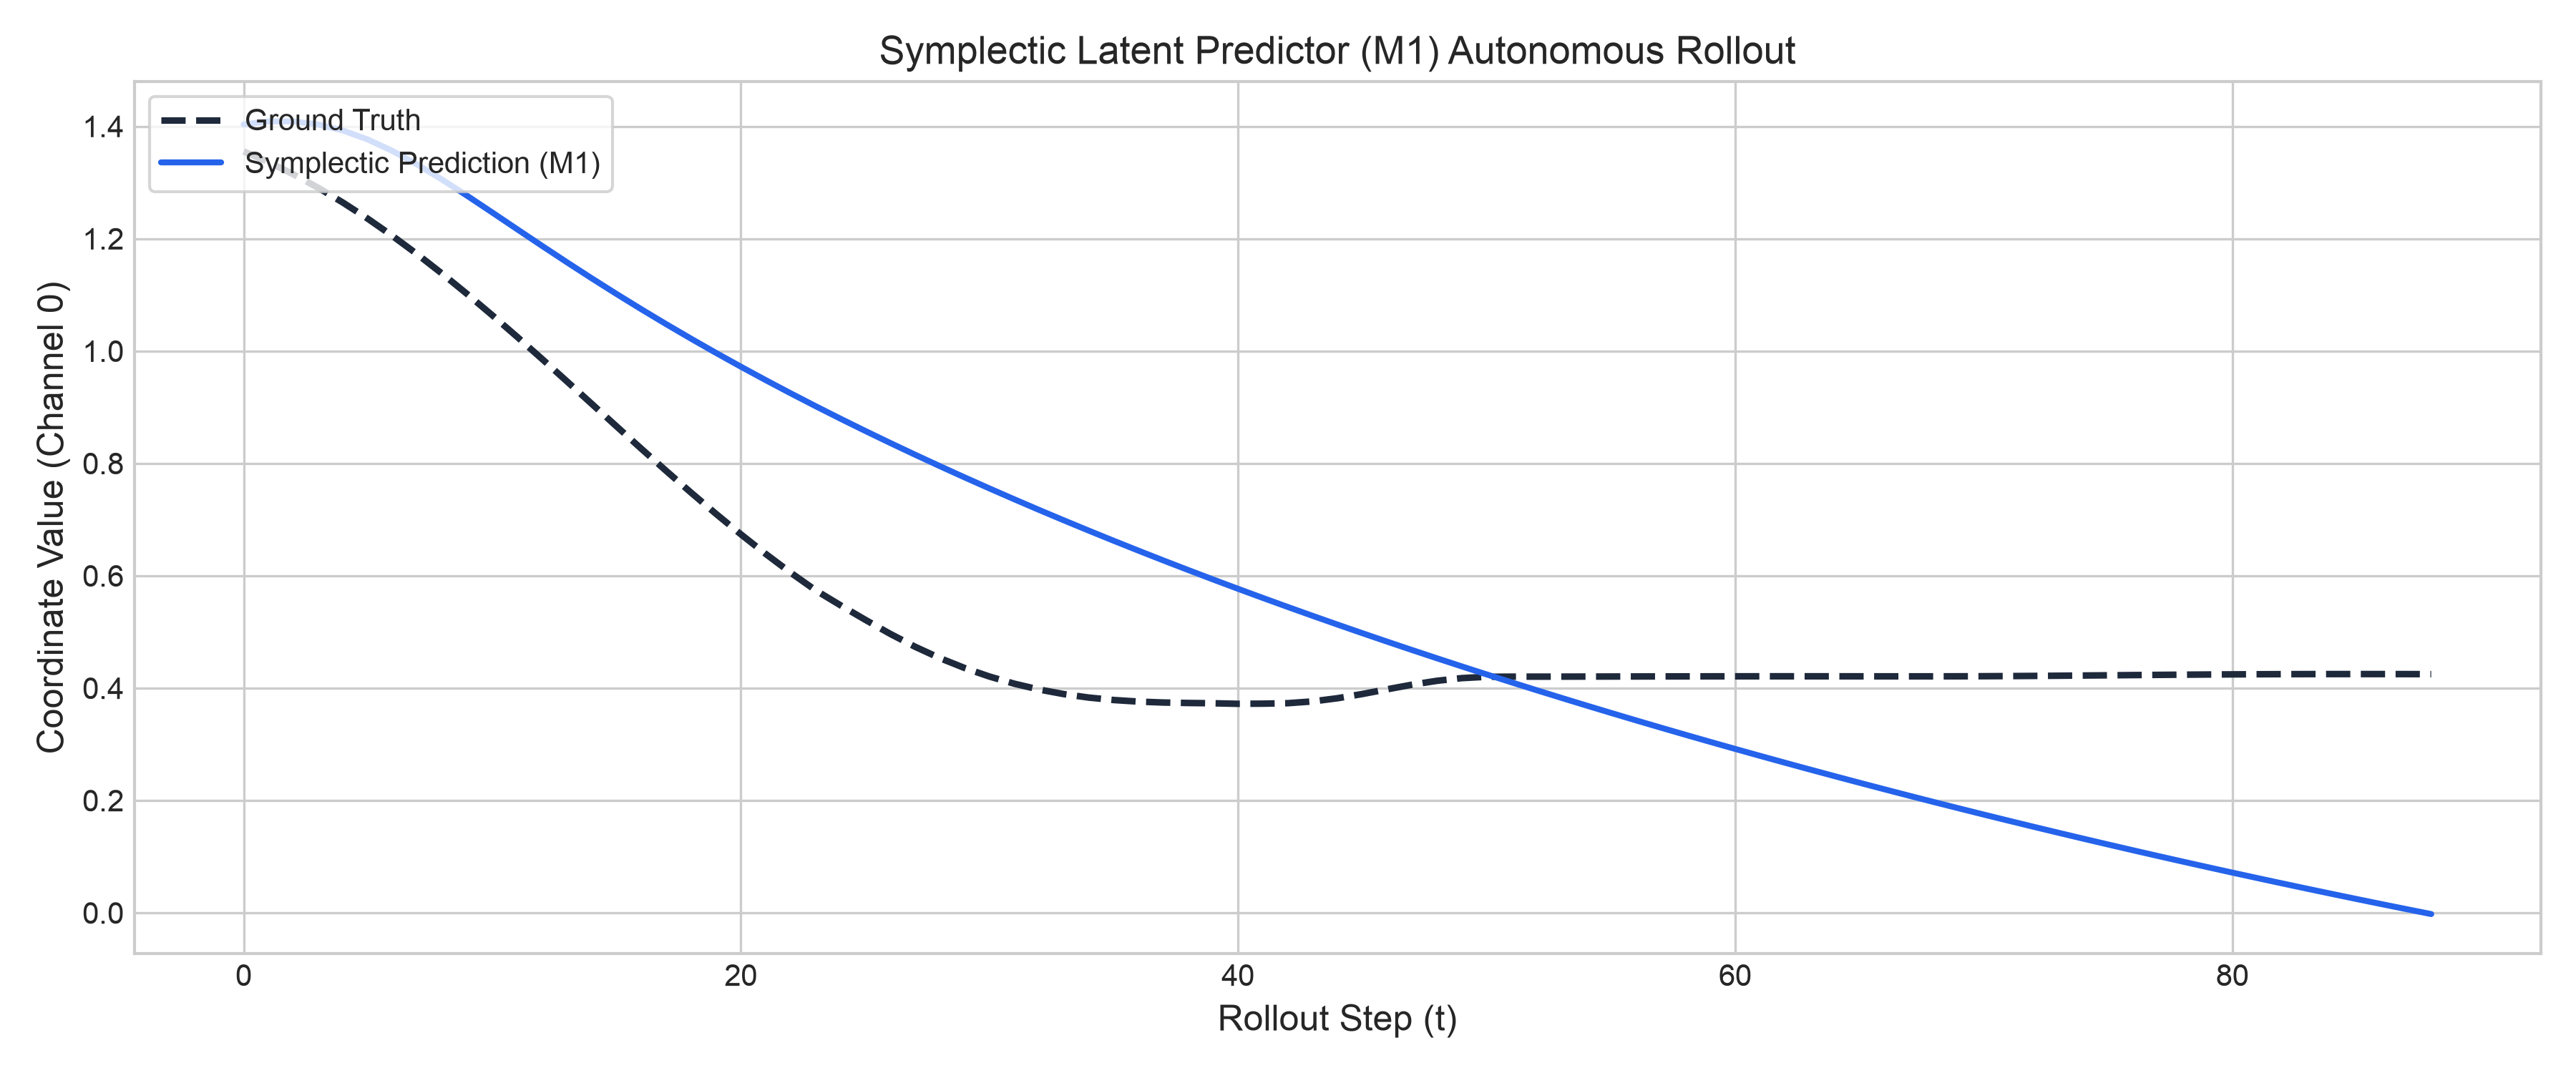 Symplectic Latent Predictor (M1) Autonomous Rollout
Ground Truth
Symplectic Prediction (M1)
Coordinate Value (Channel 0)
1.4
1.2
1.0
0.8
0.6
0.4
0.2
0.0
0
20
40
60
80
Rollout Step (t)